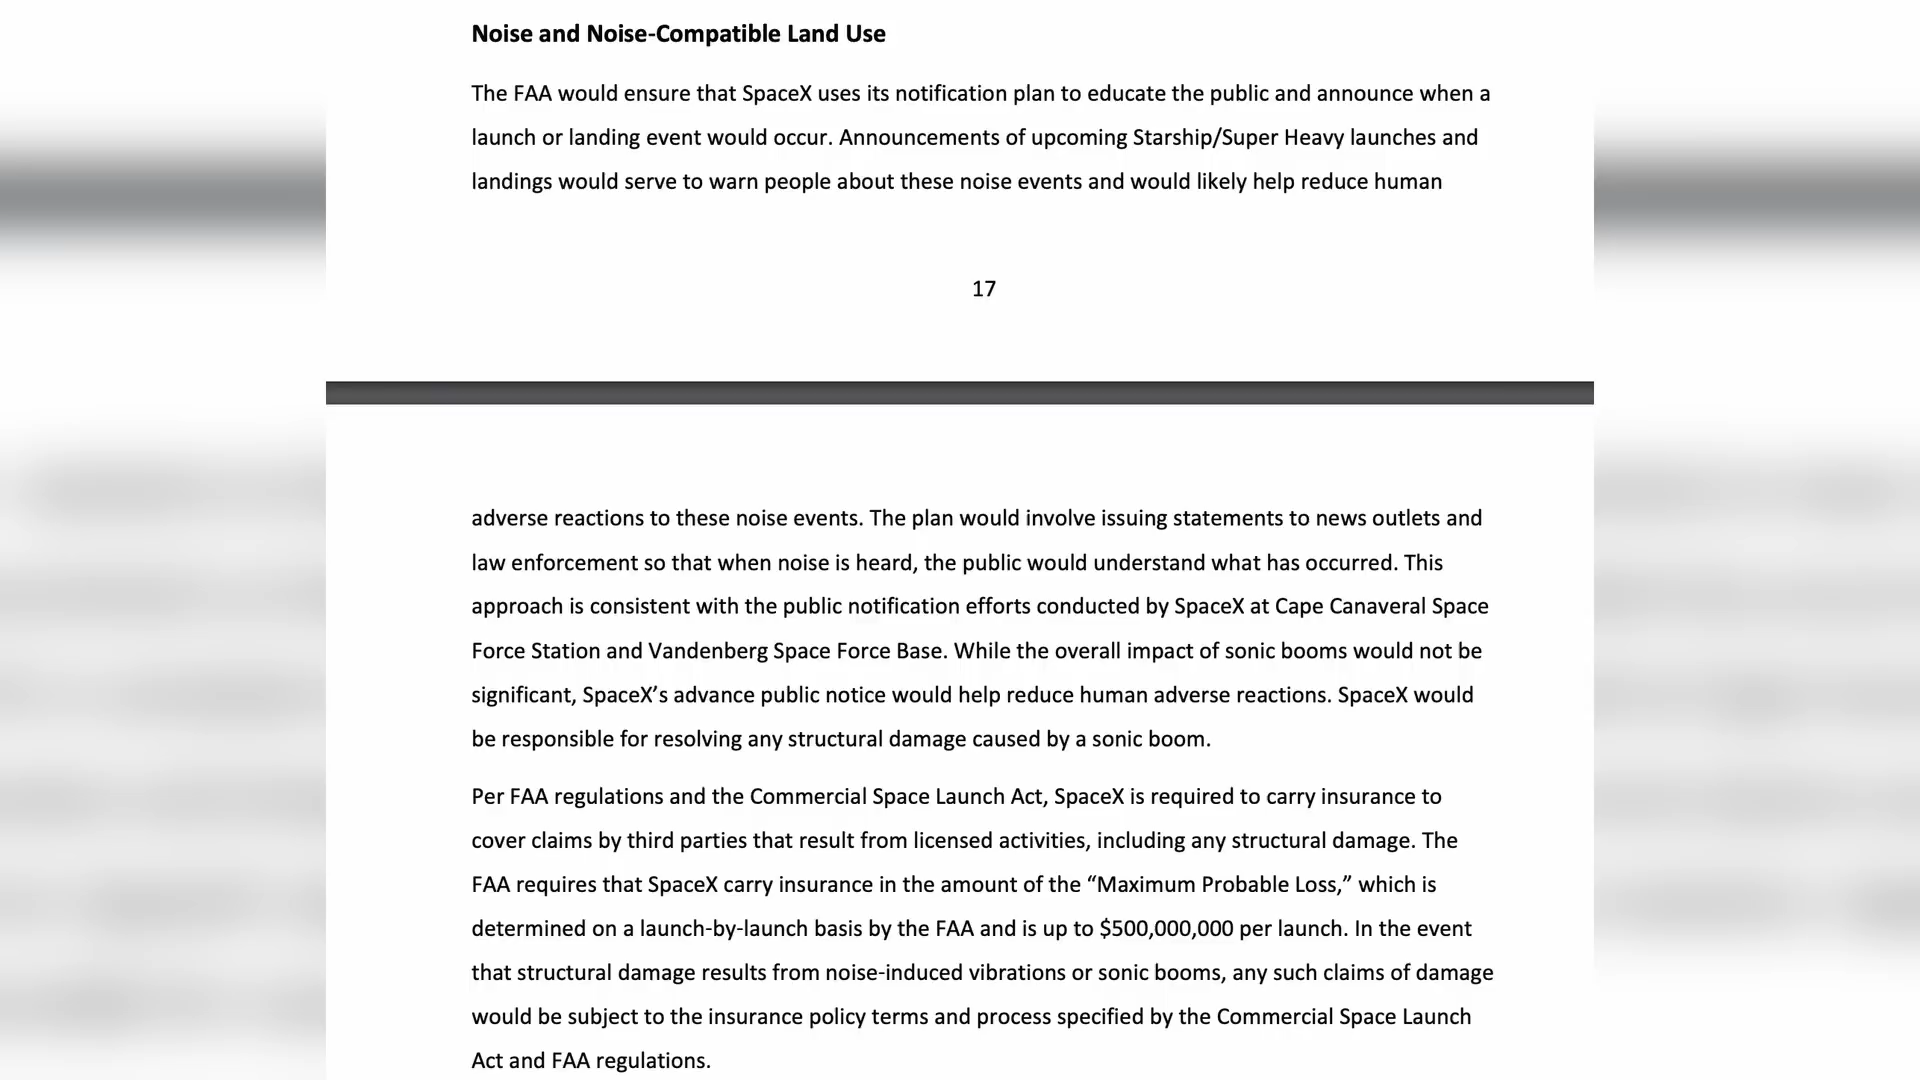 Noise and Noise-Compatible Land Use
The FAA would ensure that SpaceX uses its notification plan to educate the public and announce when a
launch or landing event would occur. Announcements of upcoming Starship/Super Heavy launches and
landings would serve to warn people about these noise events and would likely help reduce human
17
adverse reactions to these noise events. The plan would involve issuing statements to news outlets and
law enforcement so that when noise is heard, the public would understand what has occurred. This
approach is consistent with the public notification efforts conducted by SpaceX at Cape Canaveral Space
Force Station and Vandenberg Space Force Base. While the overall impact of sonic booms would not be
significant, SpaceX’s advance public notice would help reduce human adverse reactions. SpaceX would
be responsible for resolving any structural damage caused by a sonic boom.
Per FAA regulations and the Commercial Space Launch Act, SpaceX is required to carry insurance to
cover claims by third parties that result from licensed activities, including any structural damage. The
FAA requires that SpaceX carry insurance in the amount of the “Maximum Probable Loss,” which is
determined on a launch-by-launch basis by the FAA and is up to $500,000,000 per launch. In the event
that structural damage results from noise-induced vibrations or sonic booms, any such claims of damage
would be subject to the insurance policy terms and process specified by the Commercial Space Launch
Act and FAA regulations.